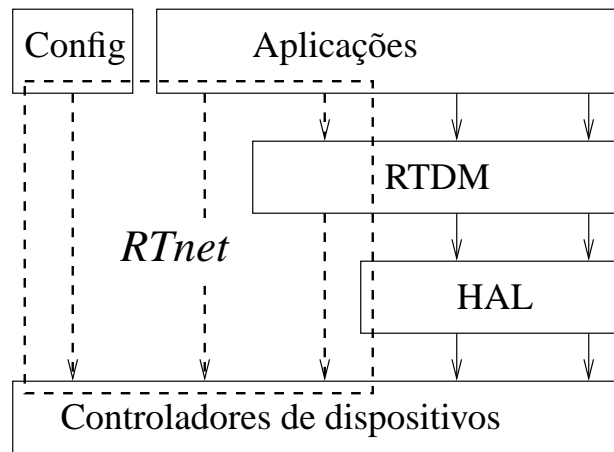 Config
Aplicações
RTDM
RTnet
HAL
Controladores de dispositivos